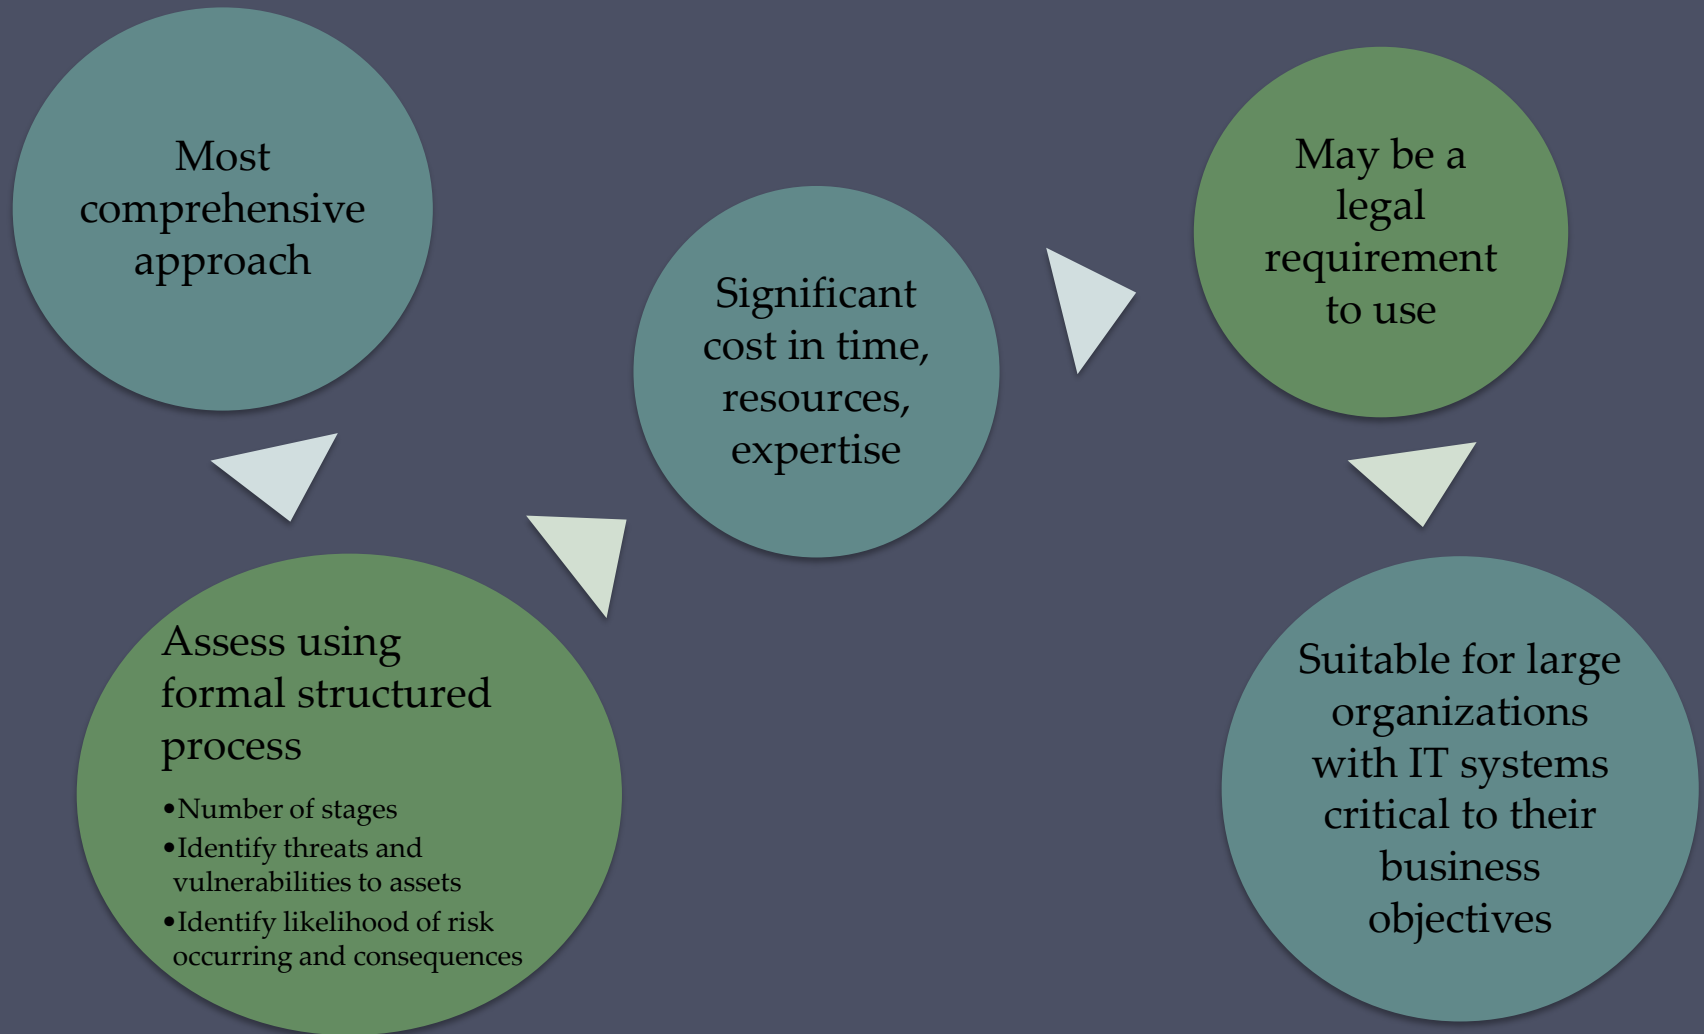 Most
comprehensive
approach
Assess using
formal structured
process
•Number of stages
•Identify threats and
vulnerabilities to assets
•Identify likelihood of risk
occurring and consequences
Significant
cost in time,
resources,
expertise
May be a
legal
requirement
to use
Suitable for large
organizations
with IT systems
critical to their
business
objectives